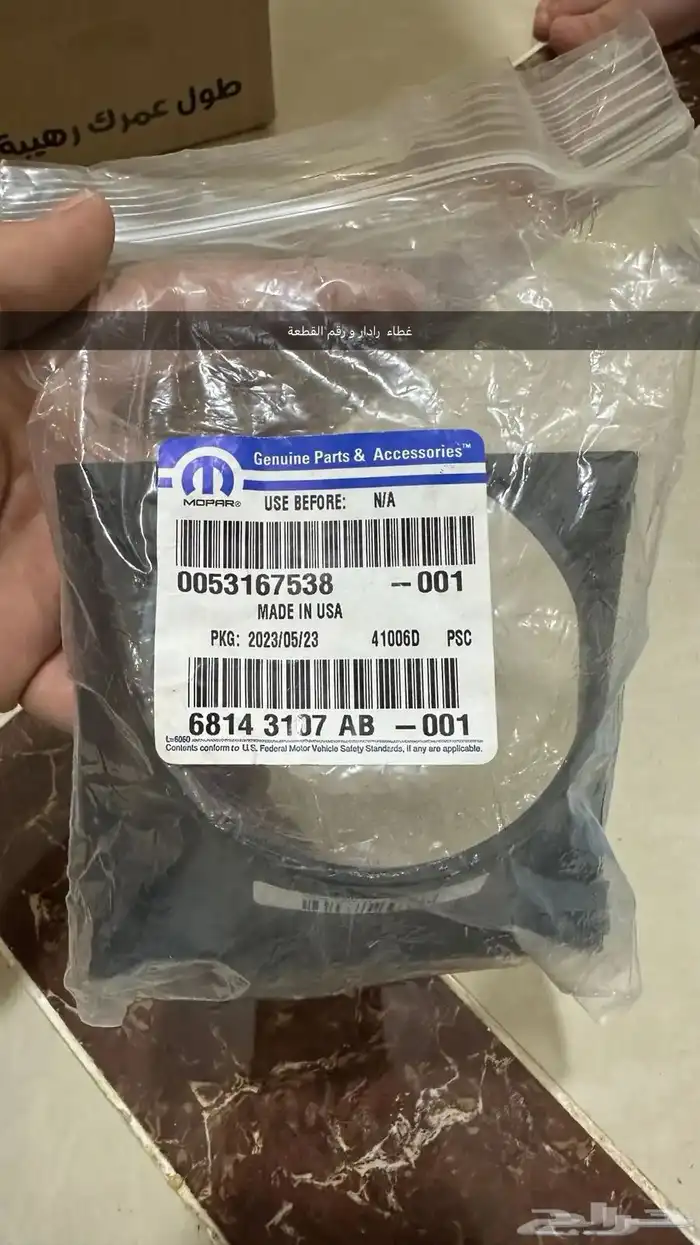 طول عمرك رهيبة
غطاء رادار و رقم القطعة
Genuine Parts & Accessories™
MOPAR®
USE BEFORE: N/A
0053167538 -001
MADE IN USA
PKG: 2023/05/23 41006D PSC
6814 3107 AB -001
L=6060
Contents conform to U.S. Federal Motor Vehicle Safety Standards, if any are applicable.
حراج